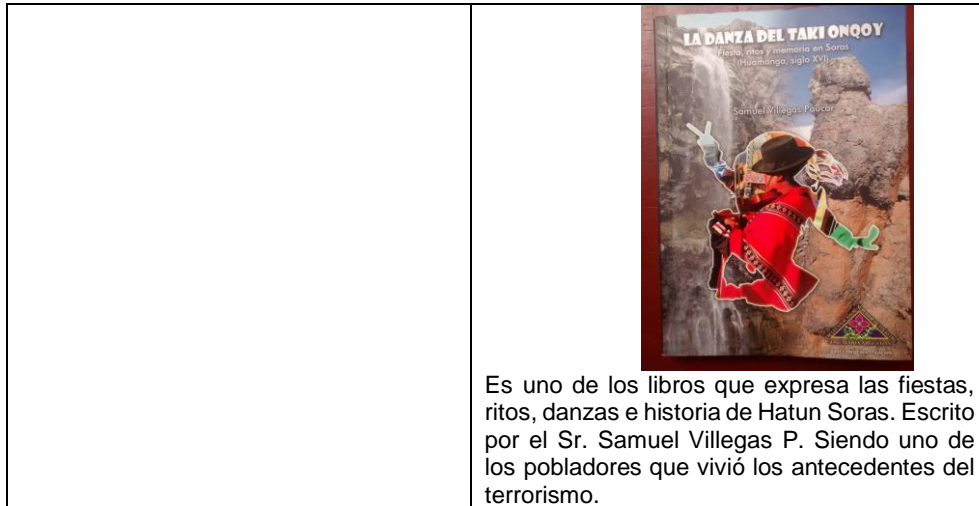 LA DANZA DEL TAKI ONQOY
Fiesta, ritos y memoria en Soras
(Huamanga, siglo XVI)
Samuel Villegas Paucar
Es uno de los libros que expresa las fiestas,
ritos, danzas e historia de Hatun Soras. Escrito
por el Sr. Samuel Villegas P. Siendo uno de
los pobladores que vivió los antecedentes del
terrorismo.